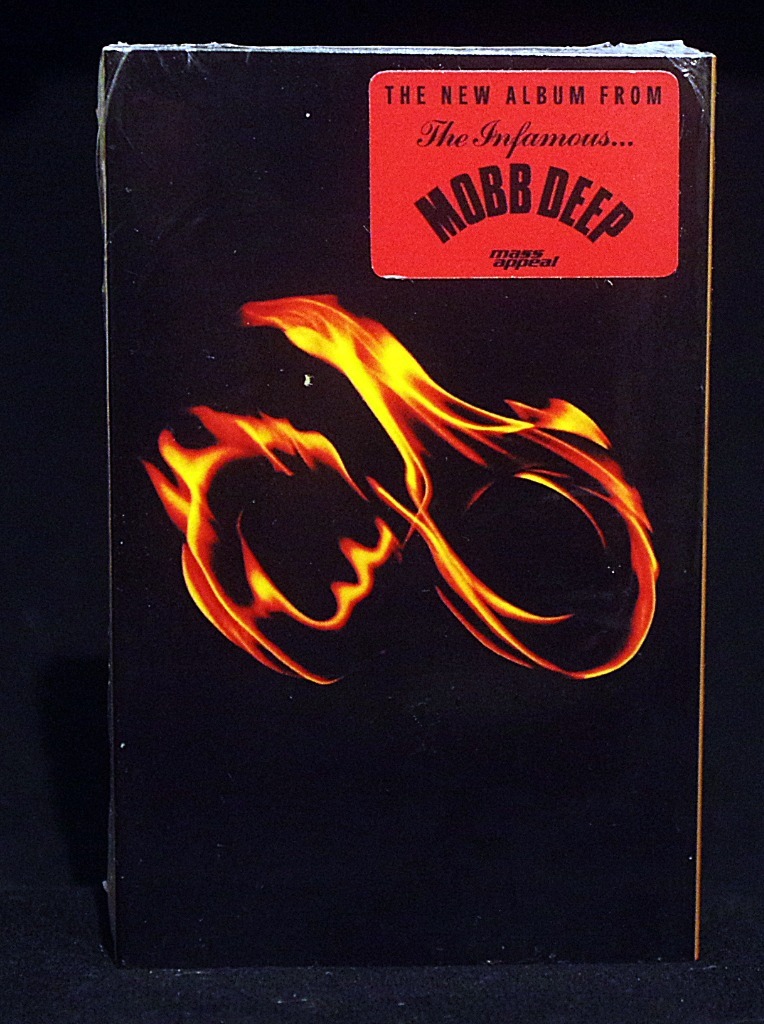 THE NEW ALBUM FROM
The Infamous...
MOBB DEEP
mass
appeal